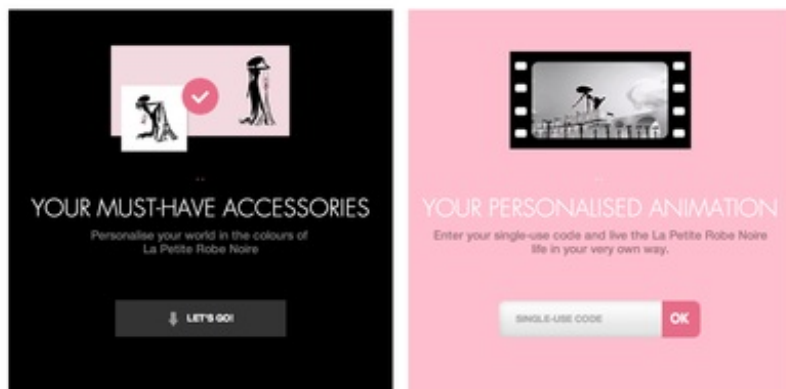 YOUR MUST-HAVE ACCESSORIES
Personalise your world in the colours of
La Petite Robe Noire
LET'S GO!
YOUR PERSONALISED ANIMATION
Enter your single-use code and live the La Petite Robe Noire
life in your very own way.
SINGLE-USE CODE
OK